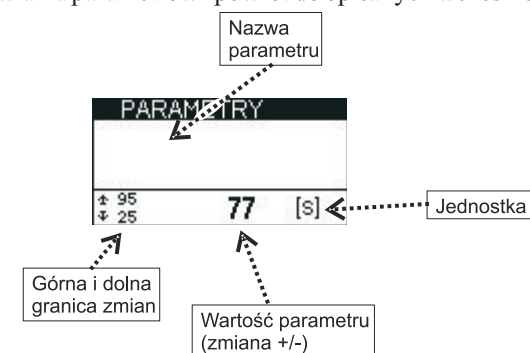 Nazwa
parametru
PARAMETRY
95
25
77 [s]
Jednostka
Górna i dolna
granica zmian
Wartość parametru
(zmiana +/-)